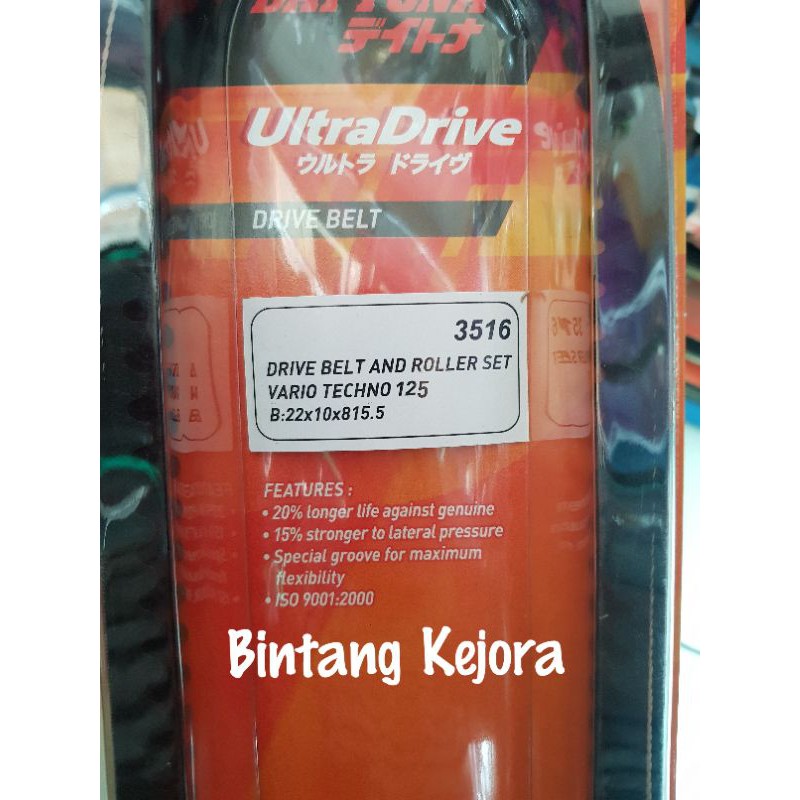 DAYTONA
デイトナ
UltraDrive
ウルトラ ドライヴ
DRIVE BELT
3516
DRIVE BELT AND ROLLER SET
VARIO TECHNO 125
B:22x10x815.5
FEATURES :
• 20% longer life against genuine
• 15% stronger to lateral pressure
• Special groove for maximum
flexibility
• ISO 9001:2000
Bintang Kejora